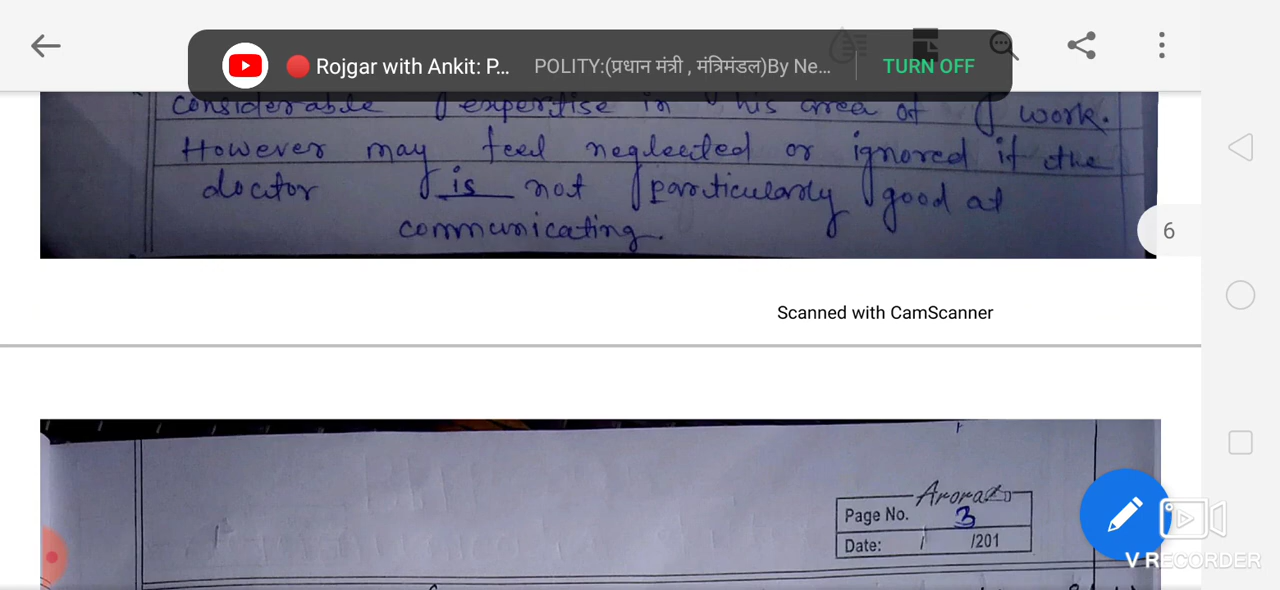 Rojgar with Ankit: P... POLITY:(प्रधान मंत्री , मंत्रिमंडल)By Ne... TURN OFF
considerable expertise in his area of work.
However may feel neglected or ignored if the
doctor is not particularly good at
communicating.
6
Scanned with CamScanner
Arora
Page No. 3
Date: / /201
V RECORDER